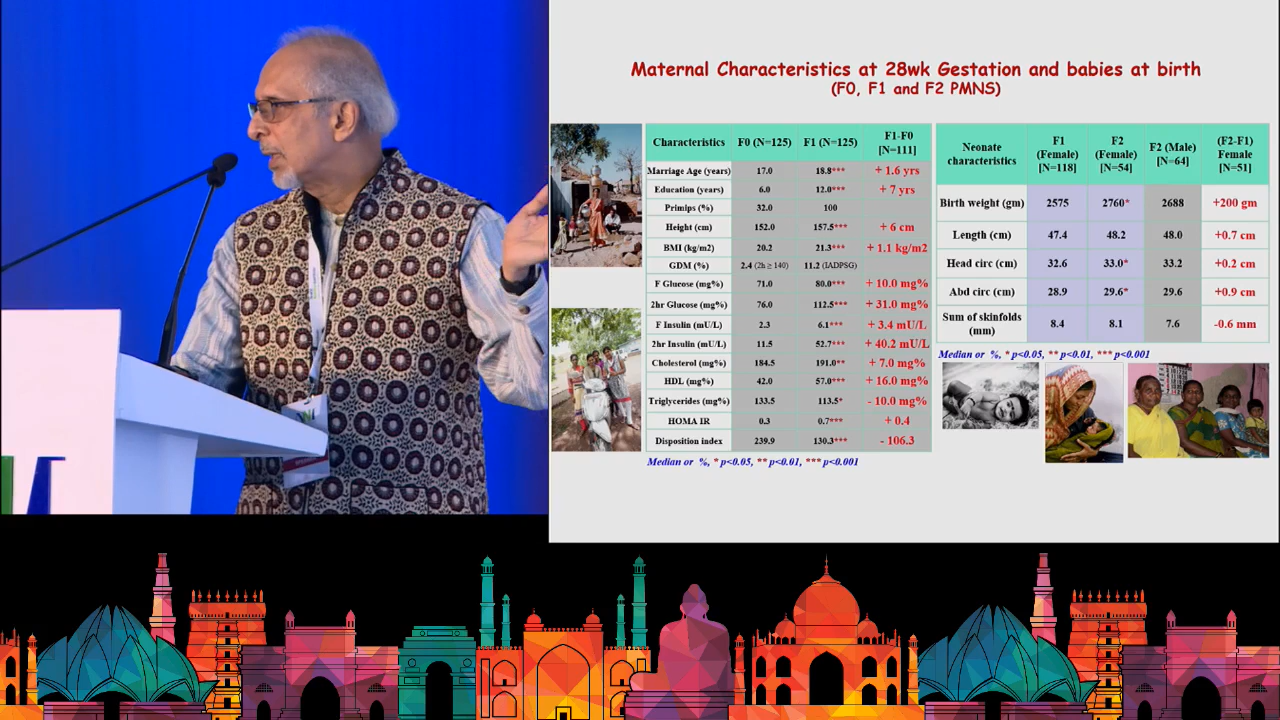 Maternal Characteristics at 28wk Gestation and babies at birth
(F0, F1 and F2 PMNS)
Characteristics F0 (N=125) F1 (N=125) F1-F0 [N=111]
Marriage Age (years) 17.0 18.8*** + 1.6 yrs
Education (years) 6.0 12.0*** + 7 yrs
Primips (%) 32.0 100
Height (cm) 152.0 157.5*** + 6 cm
BMI (kg/m2) 20.2 21.3*** + 1.1 kg/m2
GDM (%) 2.4 (2h ≥ 140) 11.2 (IADPSG)
F Glucose (mg%) 71.0 80.0*** + 10.0 mg%
2hr Glucose (mg%) 76.0 112.5*** + 31.0 mg%
F Insulin (mU/L) 2.3 6.1*** + 3.4 mU/L
2hr Insulin (mU/L) 11.5 52.7*** + 40.2 mU/L
Cholesterol (mg%) 184.5 191.0** + 7.0 mg%
HDL (mg%) 42.0 57.0*** + 16.0 mg%
Triglycerides (mg%) 133.5 113.5* - 10.0 mg%
HOMA IR 0.3 0.7*** + 0.4
Disposition index 239.9 130.3*** - 106.3
Median or %, * p<0.05, ** p<0.01, *** p<0.001
Neonate characteristics F1 (Female) [N=118] F2 (Female) [N=54] F2 (Male) [N=64] (F2-F1) Female [N=51]
Birth weight (gm) 2575 2760* 2688 +200 gm
Length (cm) 47.4 48.2 48.0 +0.7 cm
Head circ (cm) 32.6 33.0* 33.2 +0.2 cm
Abd circ (cm) 28.9 29.6* 29.6 +0.9 cm
Sum of skinfolds (mm) 8.4 8.1 7.6 -0.6 mm
Median or %, * p<0.05, ** p<0.01, *** p<0.001